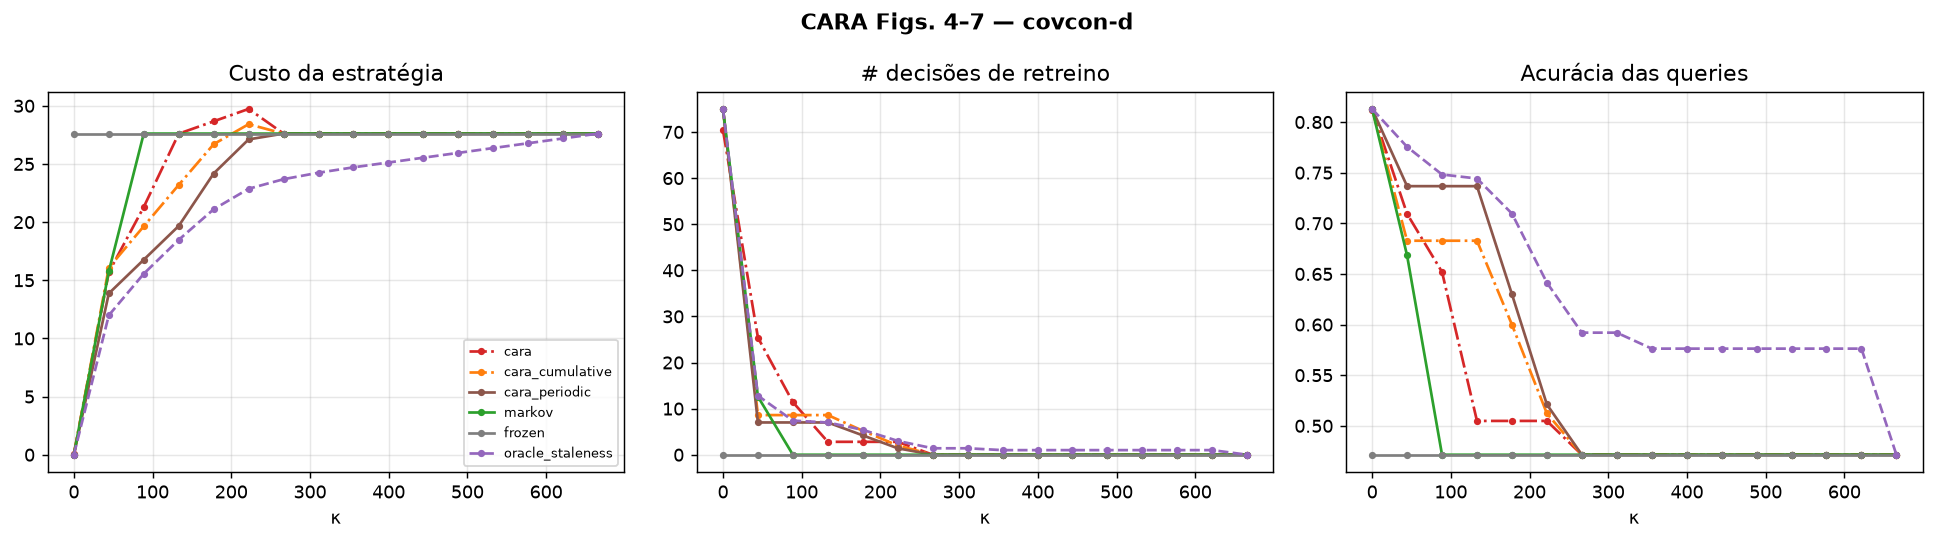 CARA Figs. 4–7 — covcon-d
Custo da estratégia
30
25
20
15
10
5
0
0 100 200 300 400 500 600
κ
cara
cara_cumulative
cara_periodic
markov
frozen
oracle_staleness
# decisões de retreino
70
60
50
40
30
20
10
0
0 100 200 300 400 500 600
κ
Acurácia das queries
0.80
0.75
0.70
0.65
0.60
0.55
0.50
0 100 200 300 400 500 600
κ